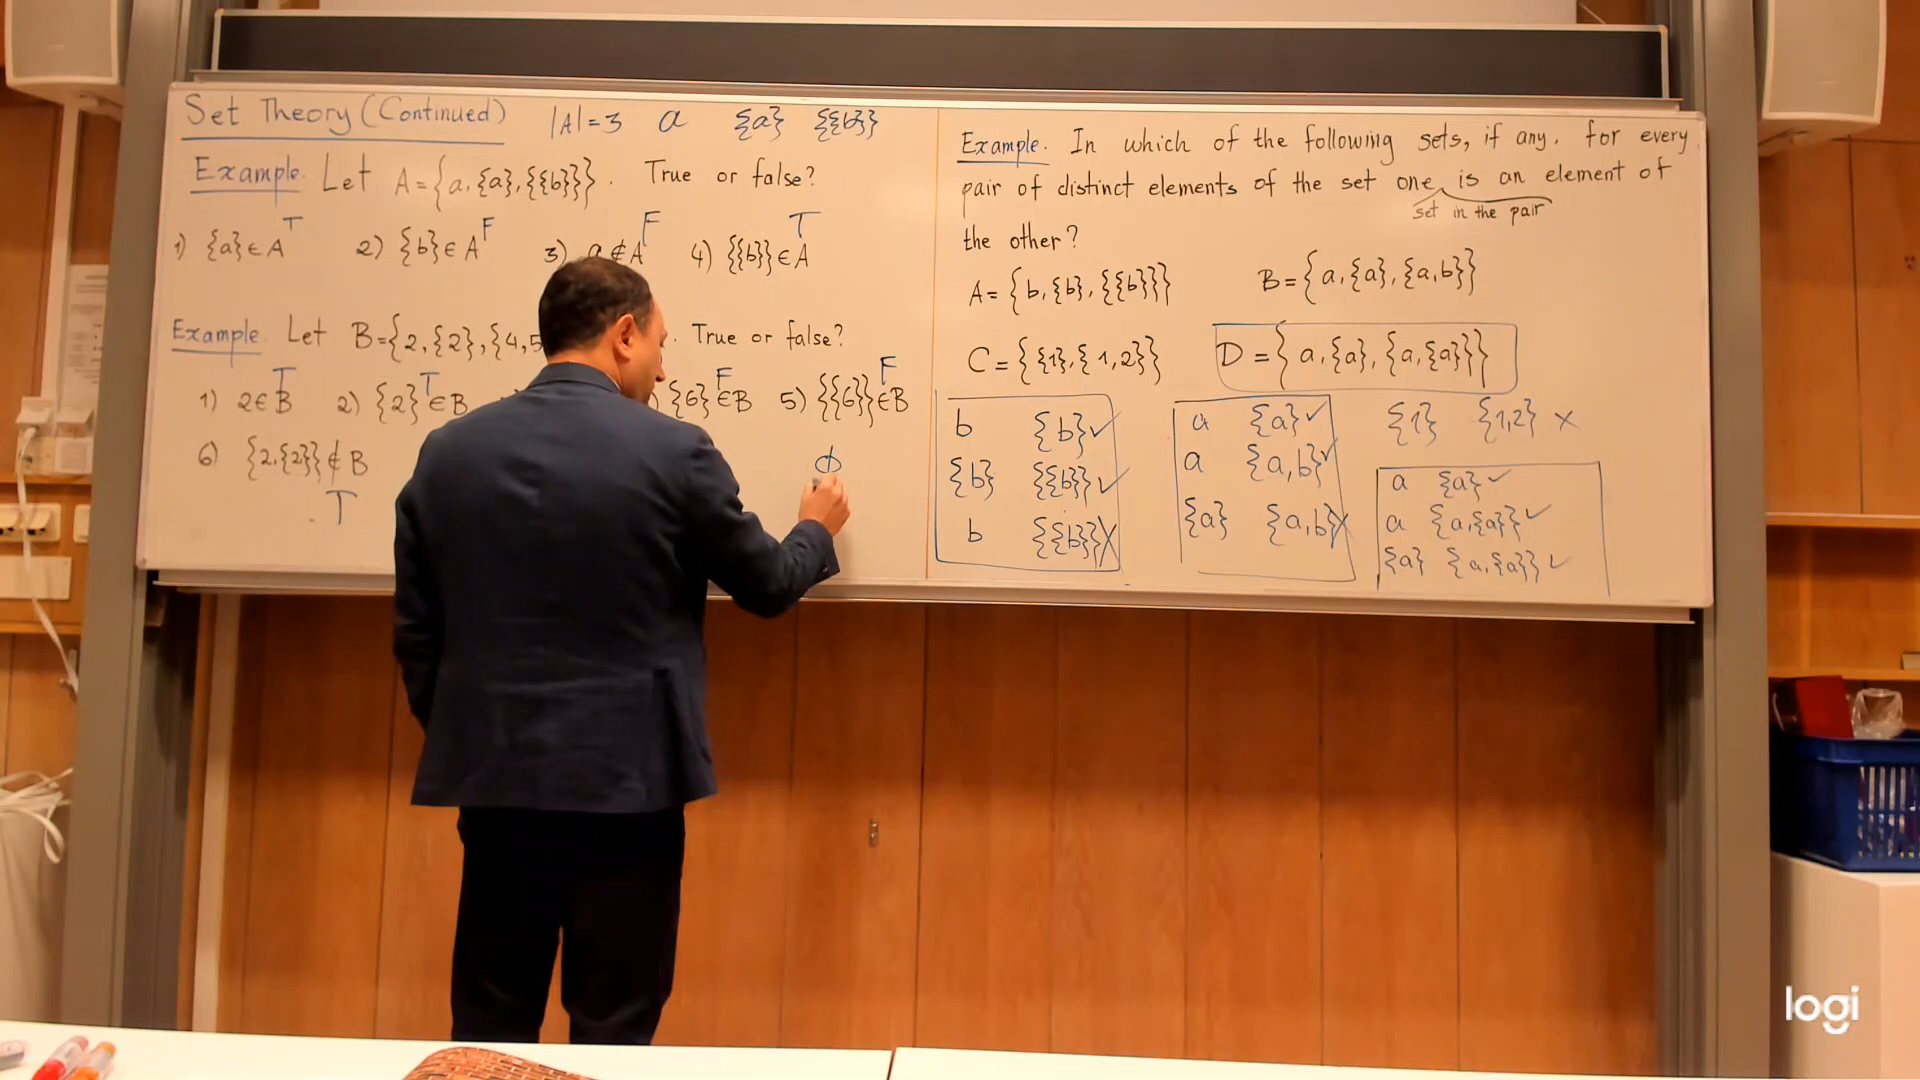 Set Theory (Continued) |A|=3 a {a} {{b}}
Example. Let A={a,{a},{{b}}}. True or false?
1) {a}∈A T 2) {b}∈A F 3) a∉A F 4) {{b}}∈A T
Example. Let B={2,{2},{4,5 . True or false?
1) 2∈B T 2) {2}∈B T ) {6}∈B F 5) {{6}}∈B F
6) {2,{2}}∉B T
ϕ
Example. In which of the following sets, if any, for every
pair of distinct elements of the set one is an element of
set in the pair
the other?
A={b,{b},{{b}}} B={a,{a},{a,b}}
C={{1},{1,2}} D={a,{a},{a,{a}}}
b {b}✓
{b} {{b}}✓
b {{b}}X
a {a}✓
a {a,b}✓
{a} {a,b}X
{1} {1,2} ×
a {a}✓
a {a,{a}}✓
{a} {a,{a}}✓
logi